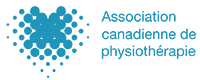 Association
canadienne de
physiothérapie